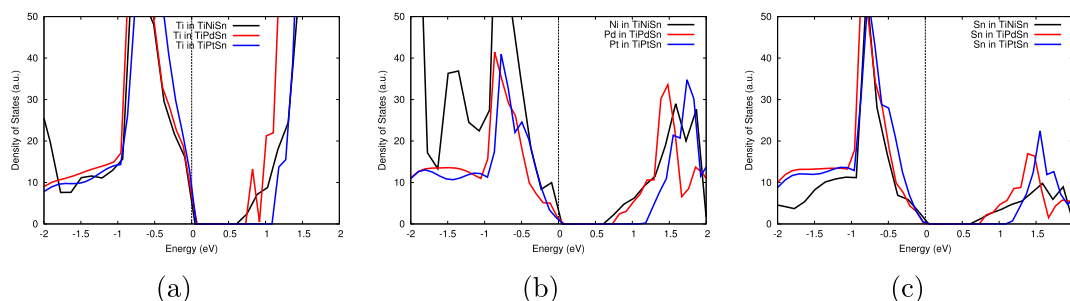 Density of States (a.u.)
50
40
30
20
10
0
-2
-1.5
-1
-0.5
0
0.5
1
1.5
2
Energy (eV)
Ti in TiNiSn
Ti in TiPdSn
Ti in TiPtSn
(a)
Density of States (a.u.)
50
40
30
20
10
0
-2
-1.5
-1
-0.5
0
0.5
1
1.5
2
Energy (eV)
Ni in TiNiSn
Pd in TiPdSn
Pt in TiPtSn
(b)
Density of States (a.u.)
50
40
30
20
10
0
-2
-1.5
-1
-0.5
0
0.5
1
1.5
Energy (eV)
Sn in TiNiSn
Sn in TiPdSn
Sn in TiPtSn
(c)